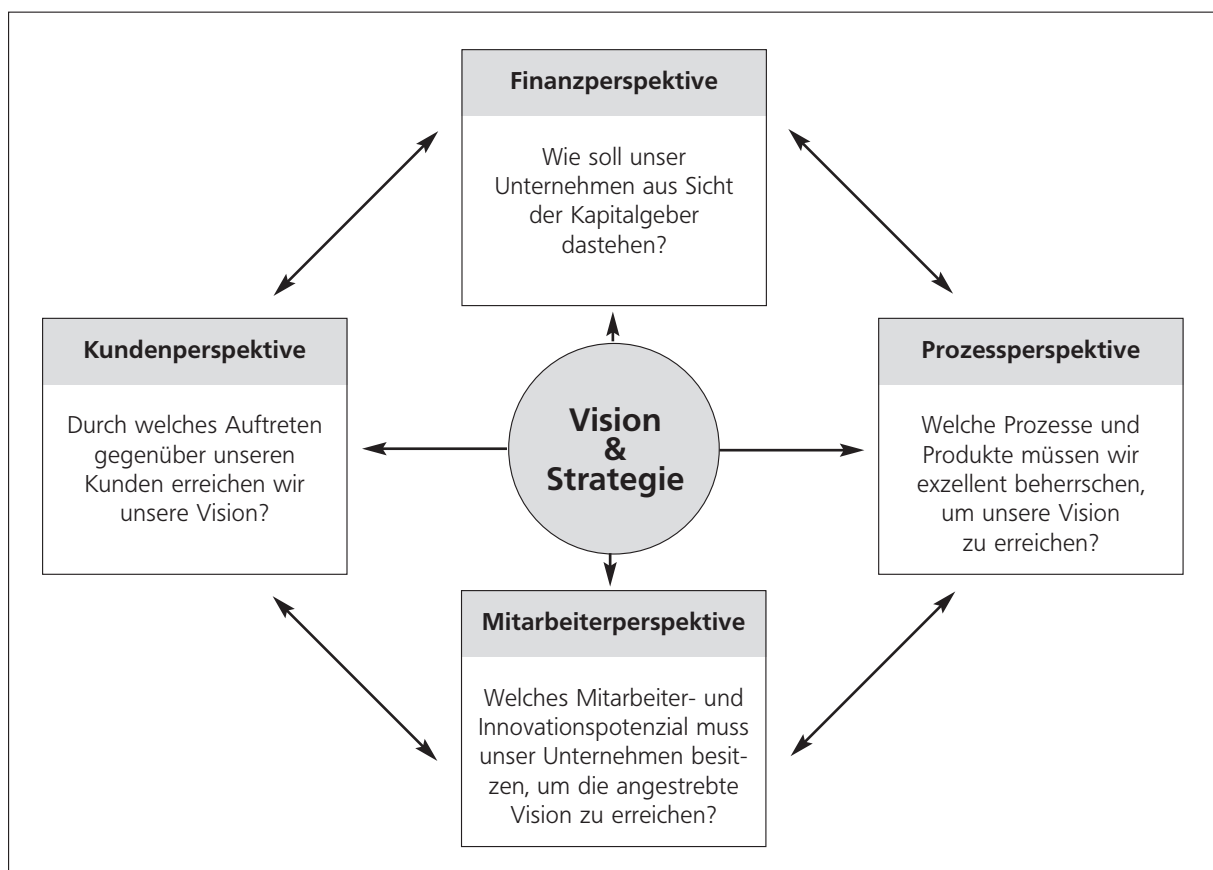 Finanzperspektive
Wie soll unser
Unternehmen aus Sicht
der Kapitalgeber
dastehen?
Kundenperspektive
Durch welches Auftreten
gegenüber unseren
Kunden erreichen wir
unsere Vision?
Vision
&
Strategie
Prozessperspektive
Welche Prozesse und
Produkte müssen wir
exzellent beherrschen,
um unsere Vision
zu erreichen?
Mitarbeiterperspektive
Welches Mitarbeiter- und
Innovationspotenzial muss
unser Unternehmen besit-
zen, um die angestrebte
Vision zu erreichen?